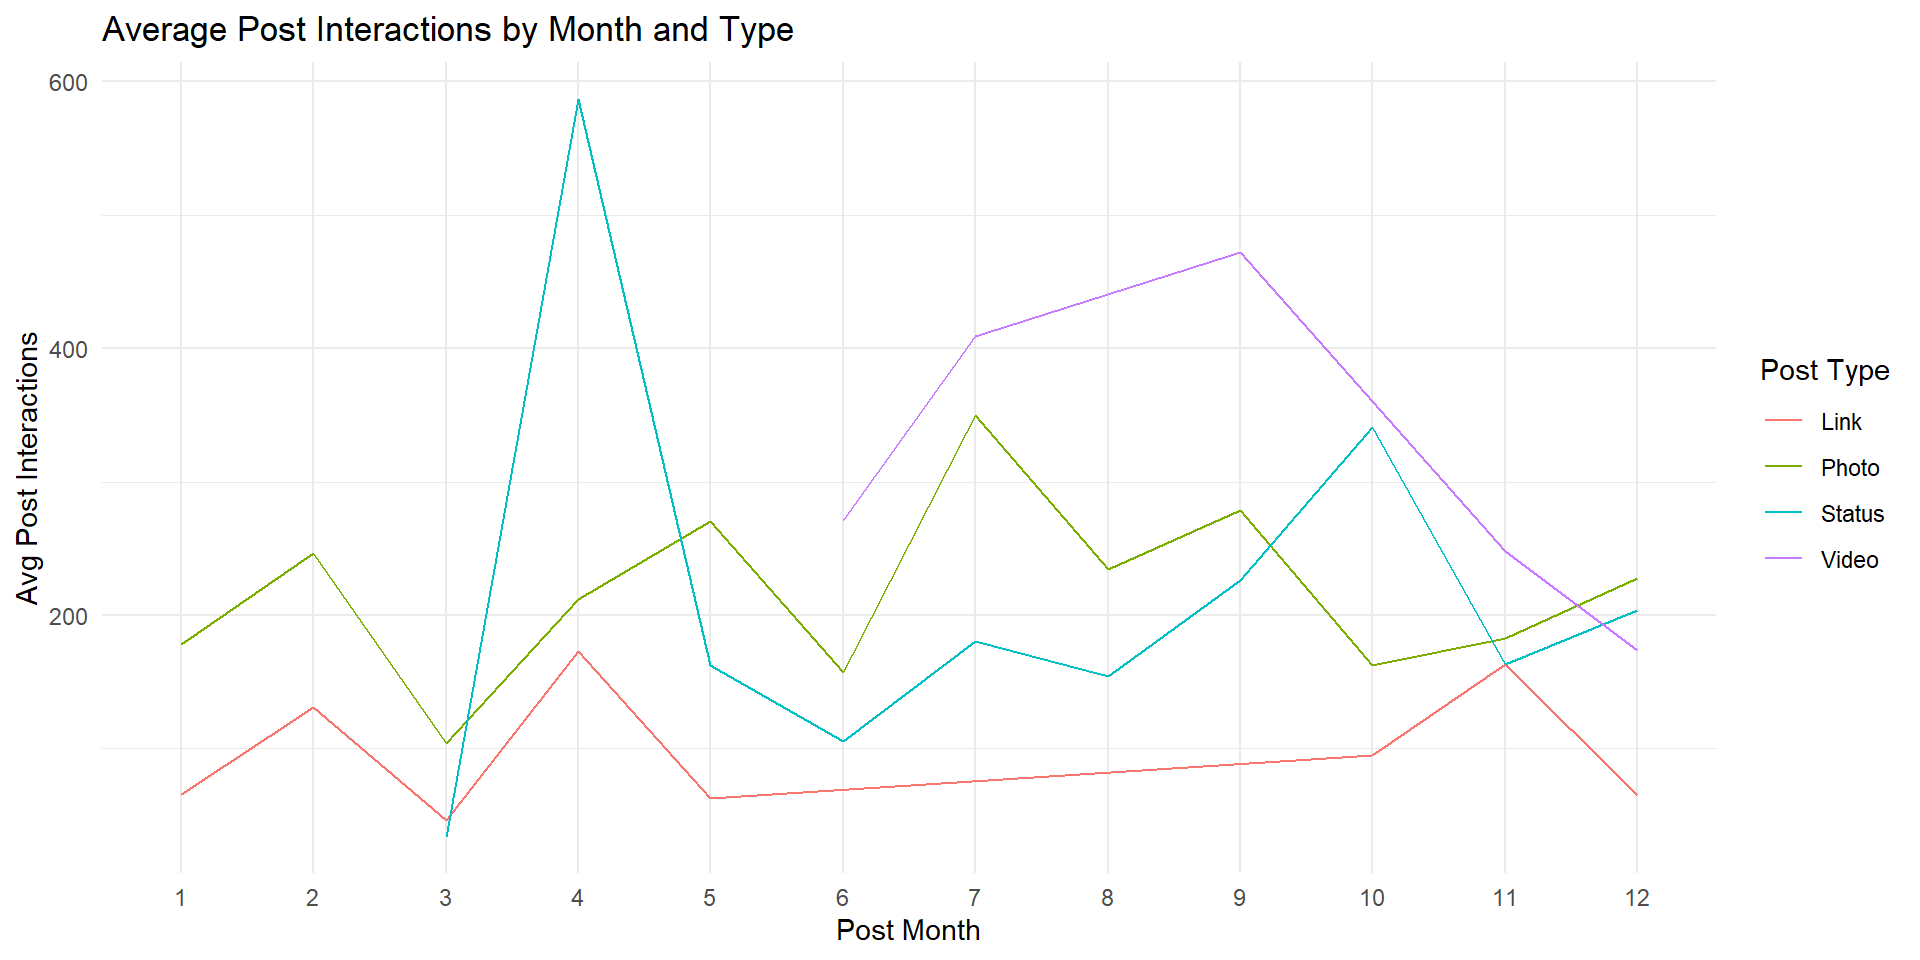 Average Post Interactions by Month and Type
Avg Post Interactions
600
400
200
1 2 3 4 5 6 7 8 9 10 11 12
Post Month
Post Type
Link
Photo
Status
Video